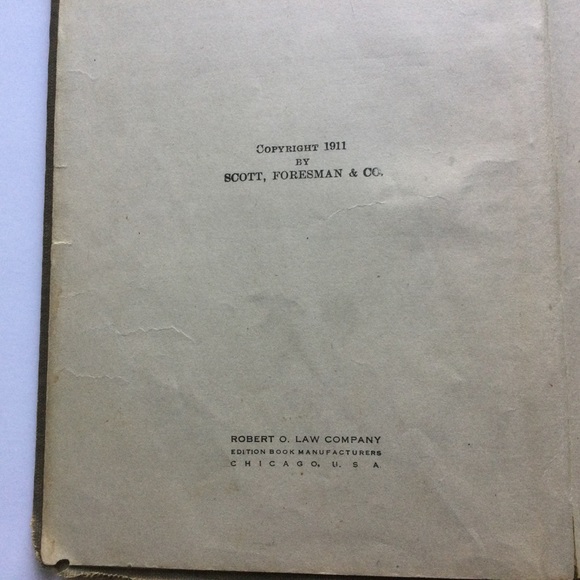 COPYRIGHT 1911
BY
SCOTT, FORESMAN & CO.
ROBERT O. LAW COMPANY
EDITION BOOK MANUFACTURERS
CHICAGO, U. S. A.